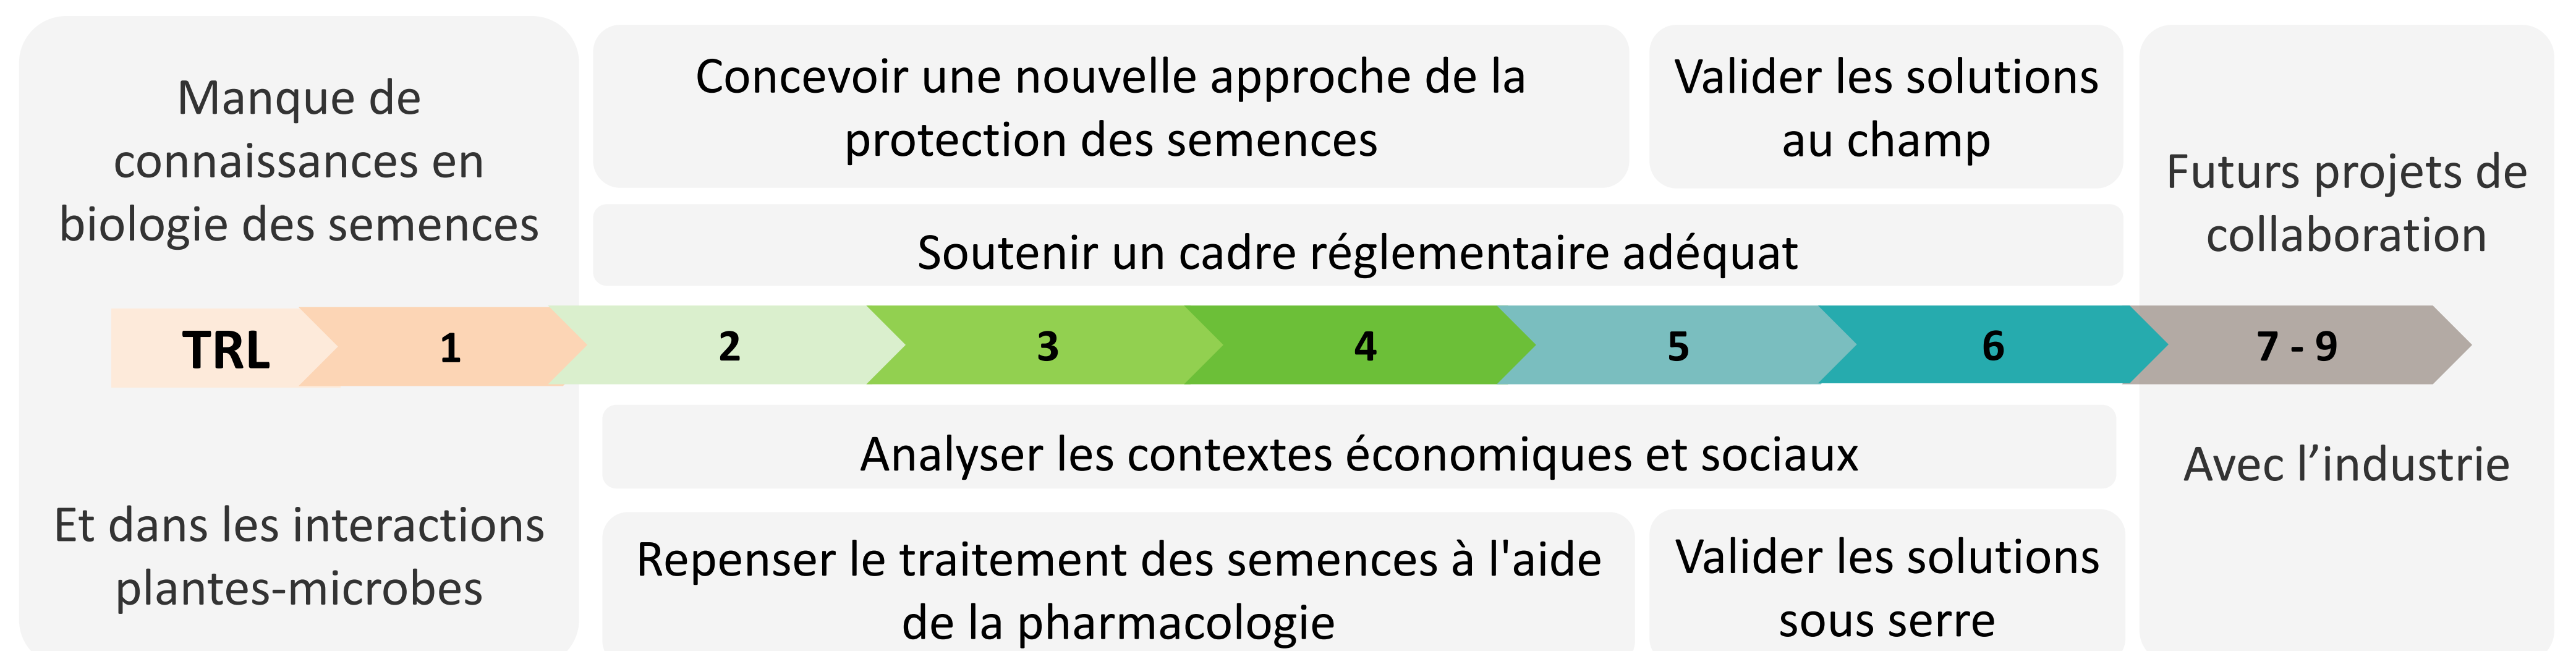 Manque de
connaissances en
biologie des semences
Concevoir une nouvelle approche de la
protection des semences
Valider les solutions
au champ
Soutenir un cadre réglementaire adéquat
Futurs projets de
collaboration
TRL
1
2
3
4
5
6
7 - 9
Et dans les interactions
plantes-microbes
Analyser les contextes économiques et sociaux
Repenser le traitement des semences à l'aide
de la pharmacologie
Valider les solutions
sous serre
Avec l’industrie